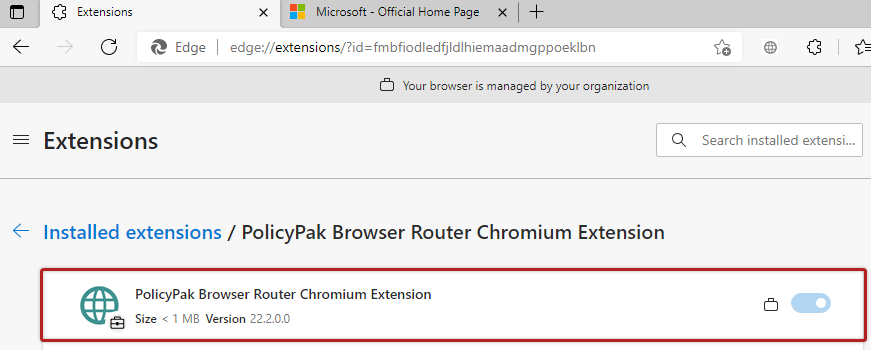 Extensions
Microsoft - Official Home Page
Edge edge://extensions/?id=fmbfiodledfjldlhiemaadmgppoeklbn
Your browser is managed by your organization
Extensions
Search installed extensi...
Installed extensions / PolicyPak Browser Router Chromium Extension
PolicyPak Browser Router Chromium Extension
Size < 1 MB Version 22.2.0.0